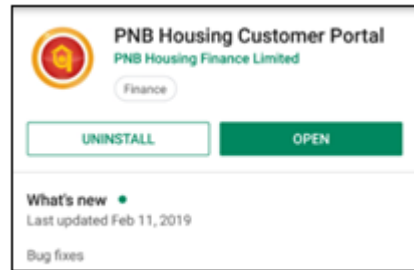 PNB Housing Customer Portal
PNB Housing Finance Limited
Finance
UNINSTALL
OPEN
What's new
Last updated Feb 11, 2019
Bug fixes